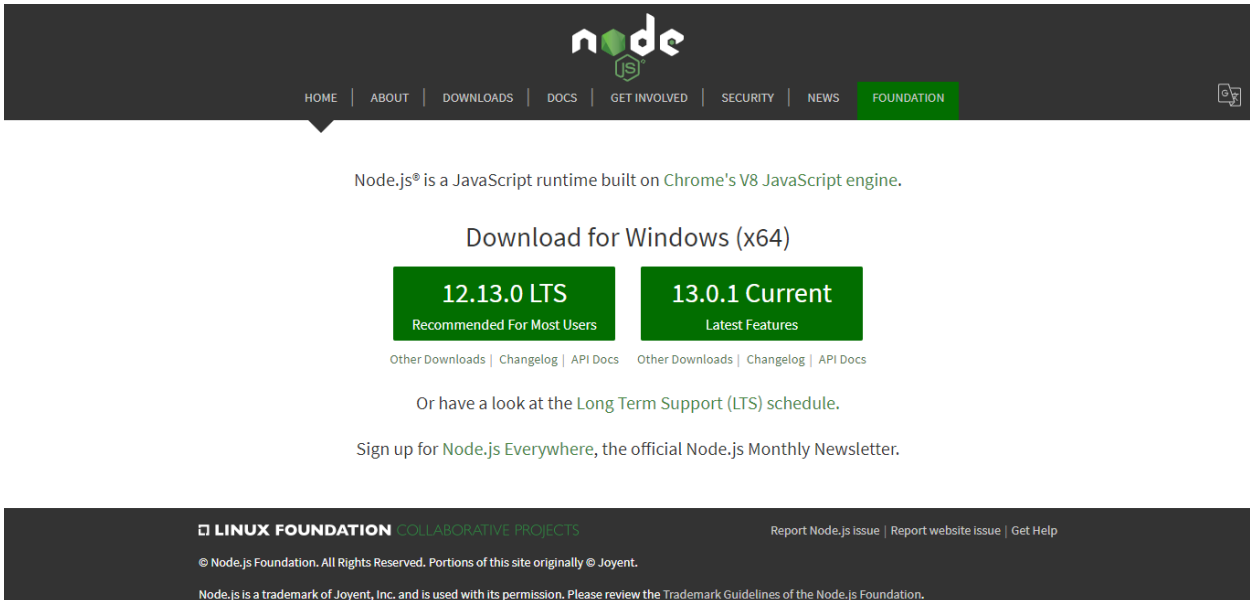 node
JS
HOME | ABOUT | DOWNLOADS | DOCS | GET INVOLVED | SECURITY | NEWS FOUNDATION
Node.js® is a JavaScript runtime built on Chrome's V8 JavaScript engine.
Download for Windows (x64)
12.13.0 LTS
Recommended For Most Users
Other Downloads | Changelog | API Docs
13.0.1 Current
Latest Features
Other Downloads | Changelog | API Docs
Or have a look at the Long Term Support (LTS) schedule.
Sign up for Node.js Everywhere, the official Node.js Monthly Newsletter.
LINUX FOUNDATION COLLABORATIVE PROJECTS
Report Node.js issue | Report website issue | Get Help
© Node.js Foundation. All Rights Reserved. Portions of this site originally © Joyent.
Node.js is a trademark of Joyent, Inc. and is used with its permission. Please review the Trademark Guidelines of the Node.js Foundation.